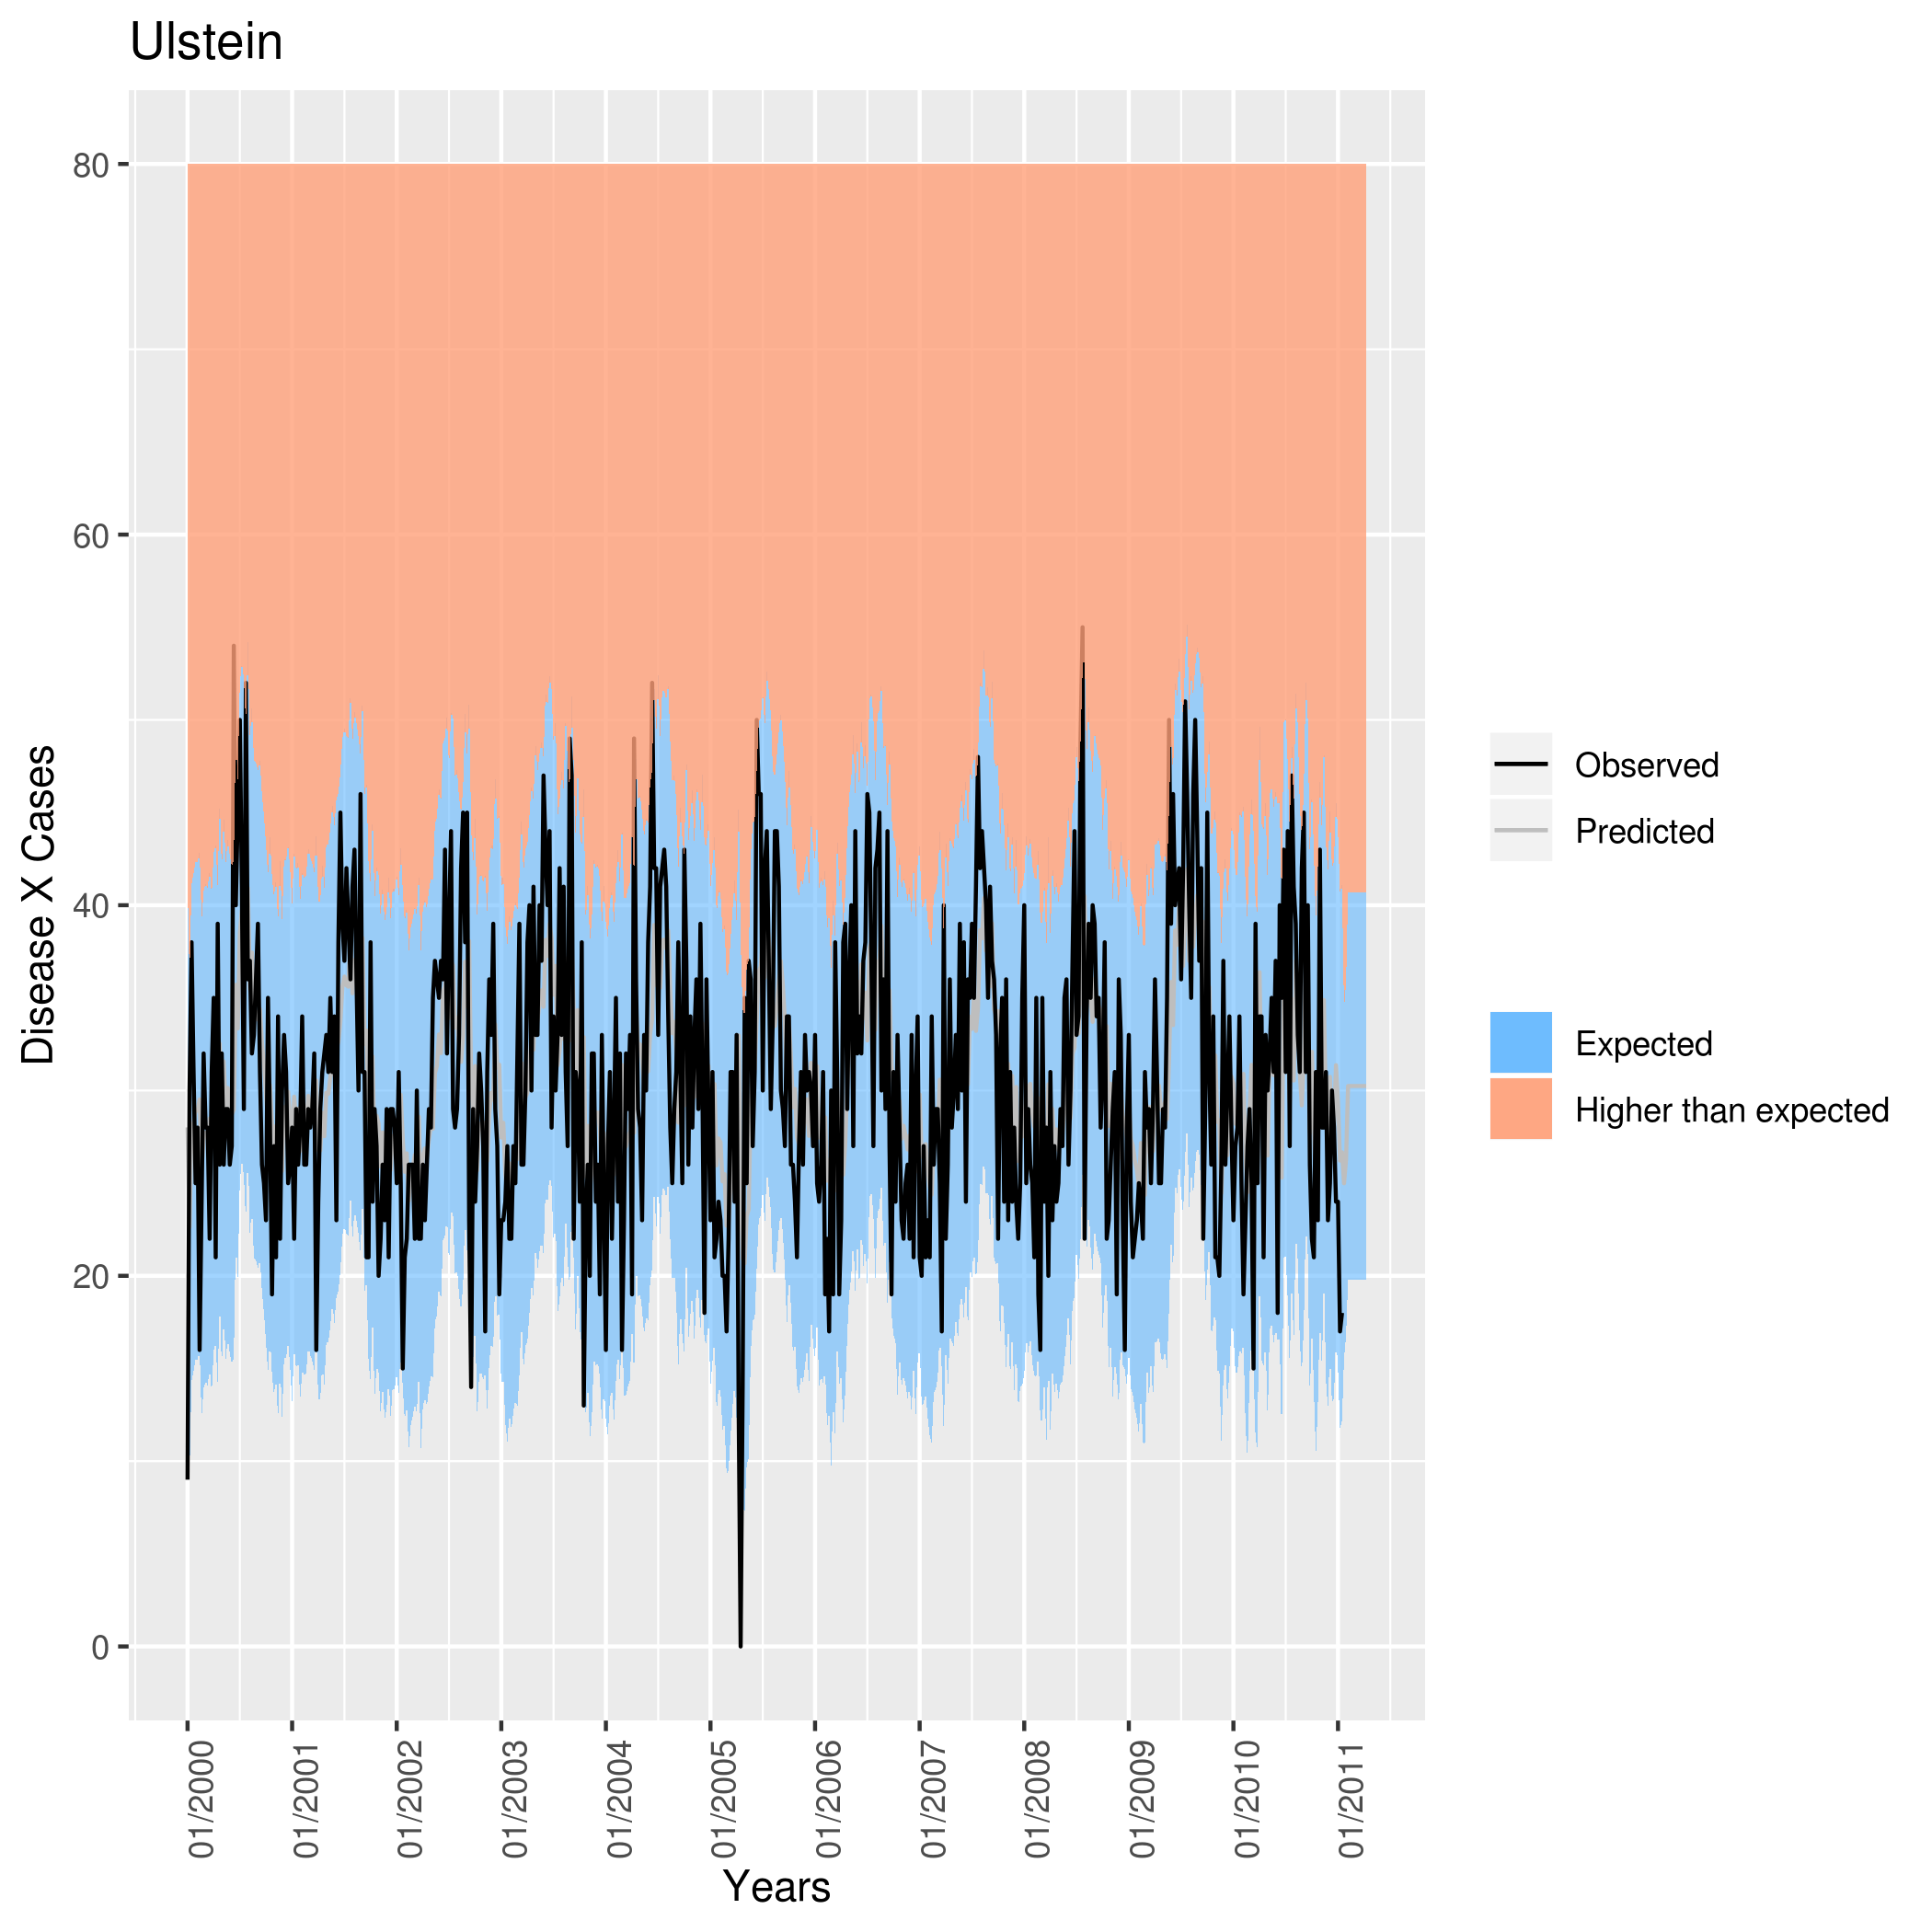 Ulstein
Disease X Cases
80
60
40
20
0
01/2000
01/2001
01/2002
01/2003
01/2004
01/2005
01/2006
01/2007
01/2008
01/2009
01/2010
01/2011
Years
Observed
Predicted
Expected
Higher than expected